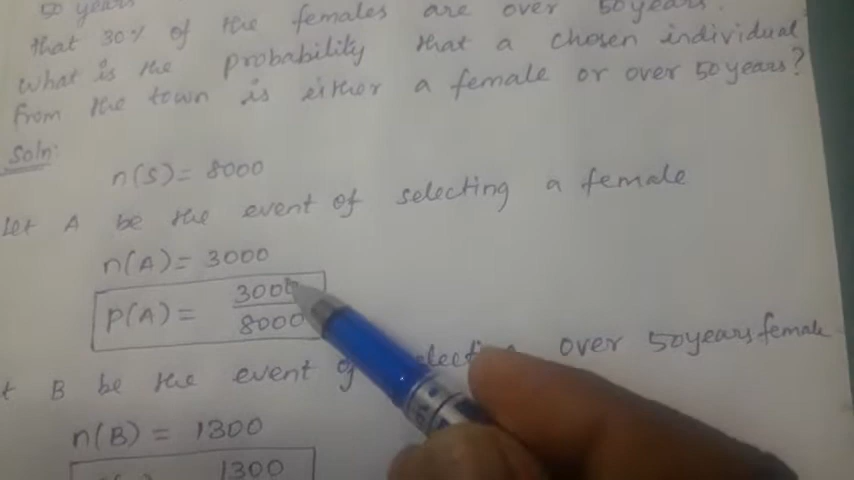 50 years
that 30% of the females are over 50 years.
what is the probability that a chosen individual
from the town is either a female or over 50 years?
Soln:
n(S) = 8000
Let A be the event of selecting a female
n(A) = 3000
P(A) = 3000
8000
B be the event of over 50 years female
n(B) = 1300
1300